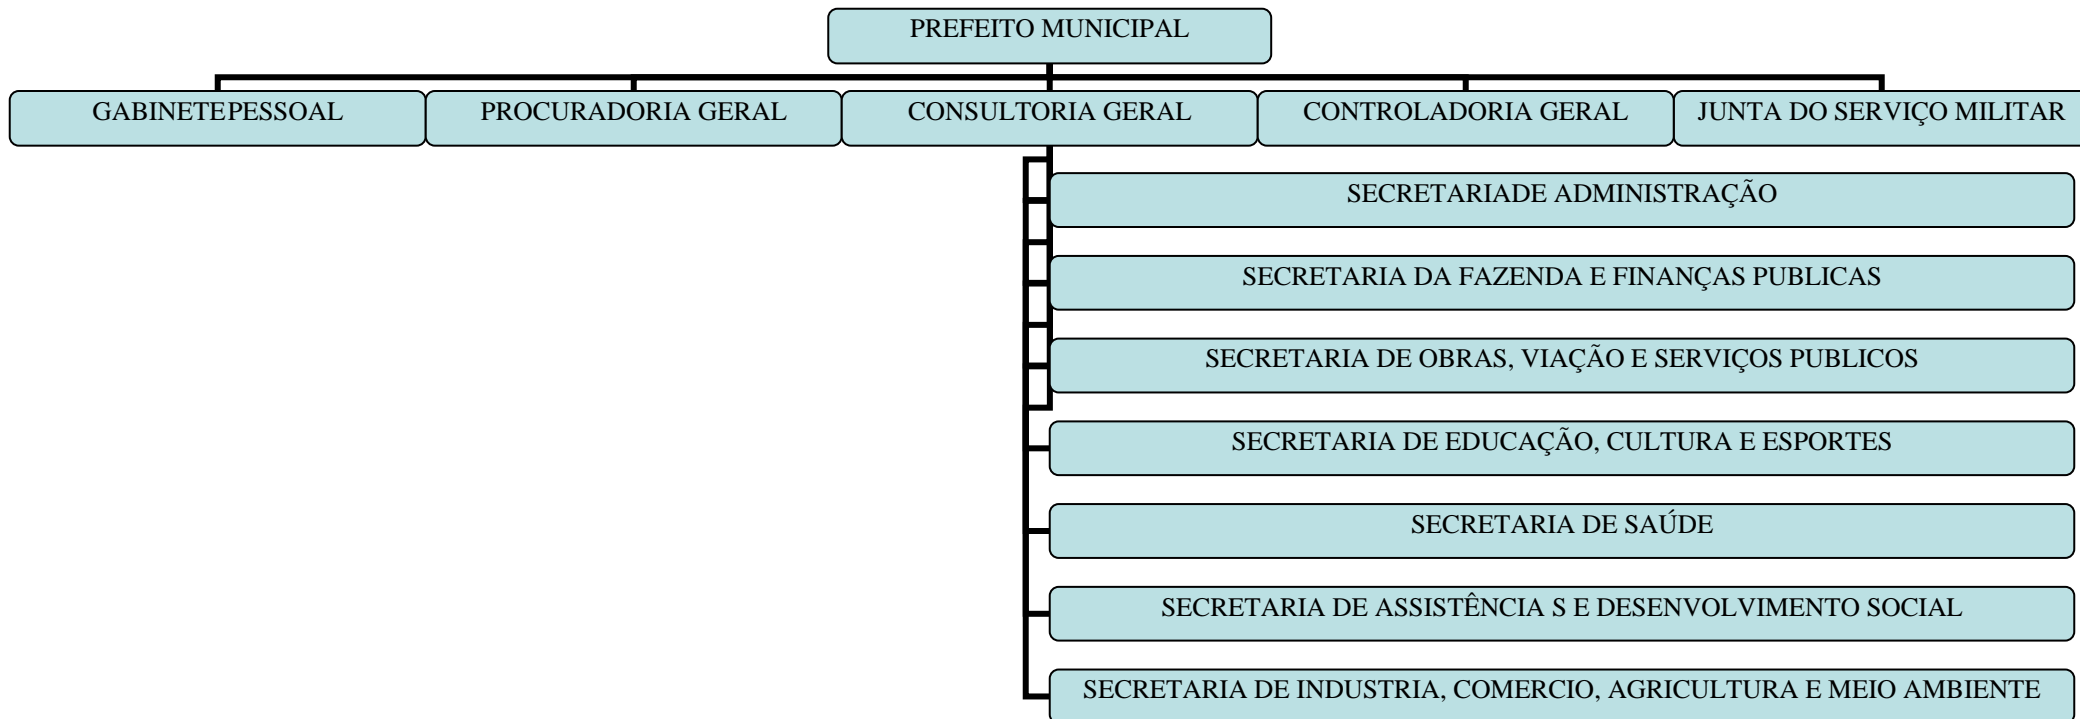 PREFEITO MUNICIPAL
GABINETEPESSOAL
PROCURADORIA GERAL
CONSULTORIA GERAL
CONTROLADORIA GERAL
JUNTA DO SERVIÇO MILITAR
SECRETARIADE ADMINISTRAÇÃO
SECRETARIA DA FAZENDA E FINANÇAS PUBLICAS
SECRETARIA DE OBRAS, VIAÇÃO E SERVIÇOS PUBLICOS
SECRETARIA DE EDUCAÇÃO, CULTURA E ESPORTES
SECRETARIA DE SAÚDE
SECRETARIA DE ASSISTÊNCIA S E DESENVOLVIMENTO SOCIAL
SECRETARIA DE INDUSTRIA, COMERCIO, AGRICULTURA E MEIO AMBIENTE